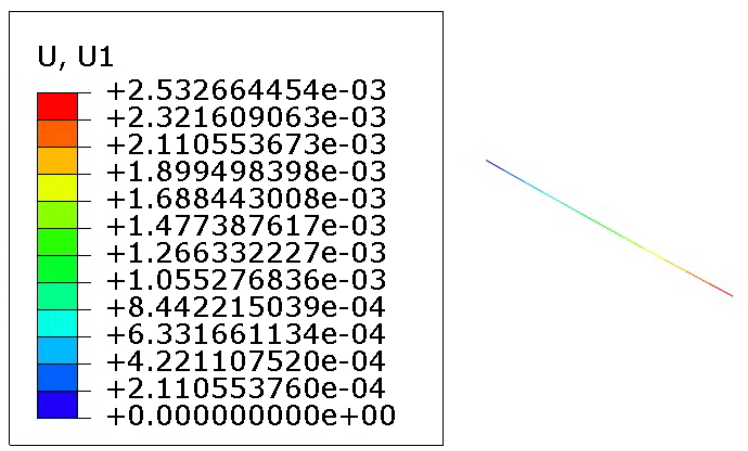 U, U1
+2.532664454e-03
+2.321609063e-03
+2.110553673e-03
+1.899498398e-03
+1.688443008e-03
+1.477387617e-03
+1.266332227e-03
+1.055276836e-03
+8.442215039e-04
+6.331661134e-04
+4.221107520e-04
+2.110553760e-04
+0.000000000e+00